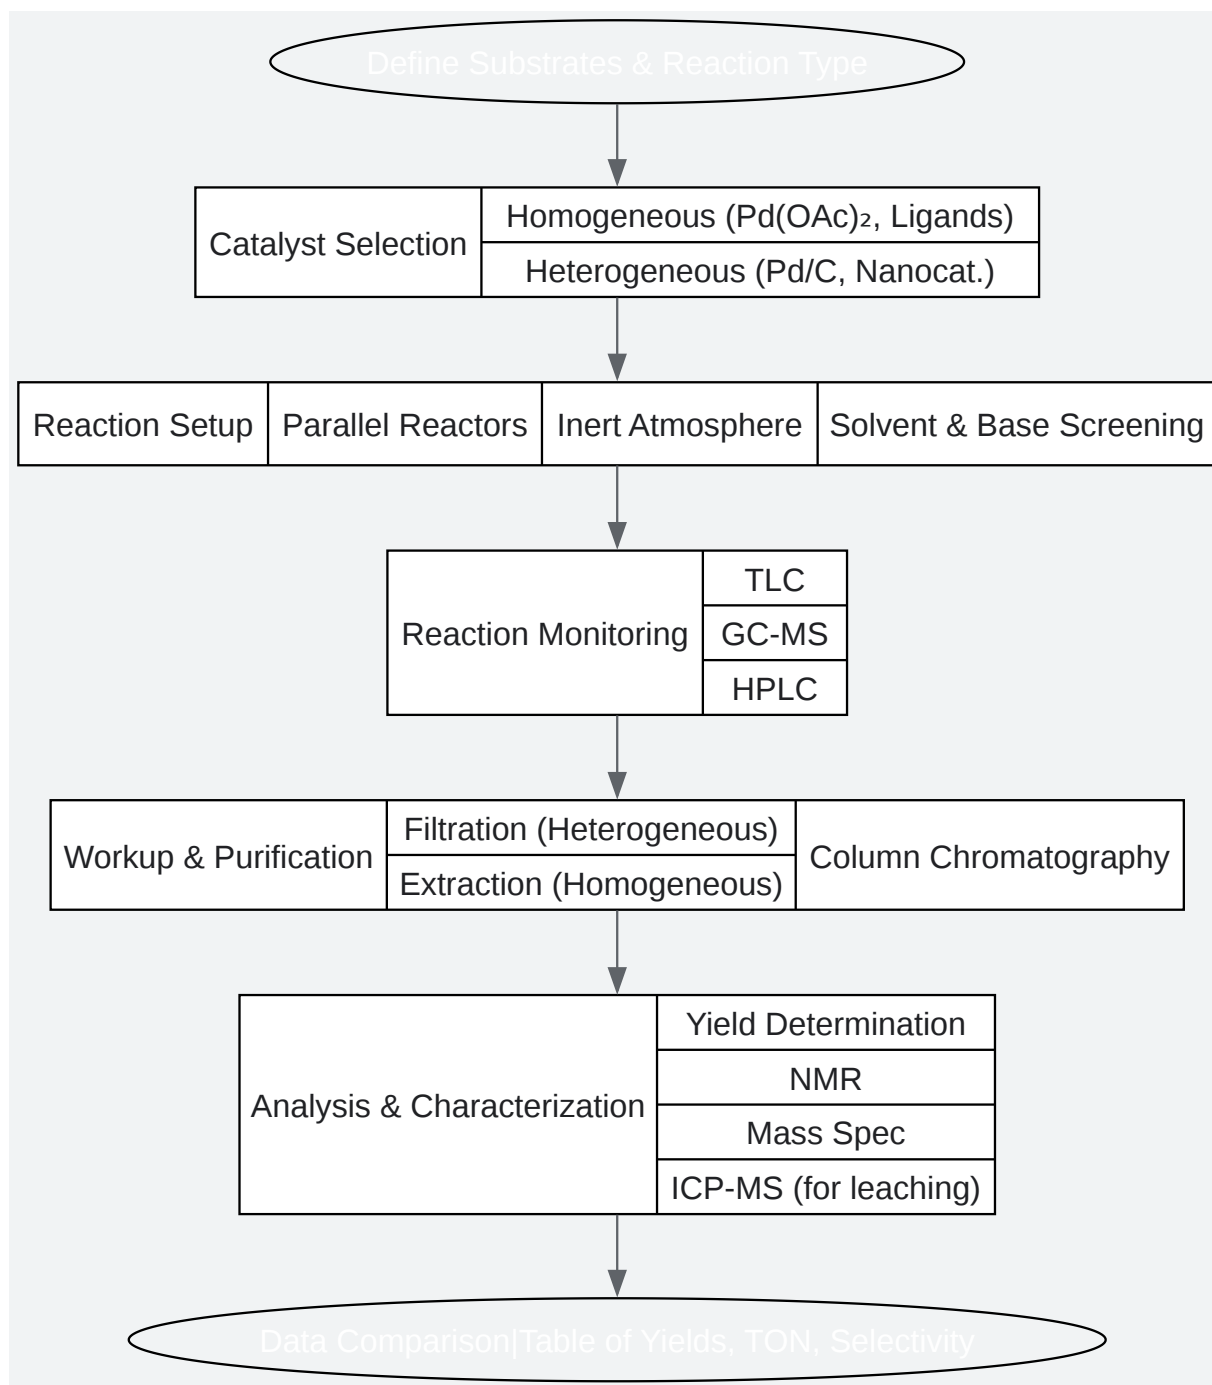 Define Substrates & Reaction Type
Catalyst Selection
Homogeneous (Pd(OAc)₂, Ligands)
Heterogeneous (Pd/C, Nanocat.)
Reaction Setup
Parallel Reactors
Inert Atmosphere
Solvent & Base Screening
Reaction Monitoring
TLC
GC-MS
HPLC
Workup & Purification
Filtration (Heterogeneous)
Extraction (Homogeneous)
Column Chromatography
Analysis & Characterization
Yield Determination
NMR
Mass Spec
ICP-MS (for leaching)
Data Comparison|Table of Yields, TON, Selectivity